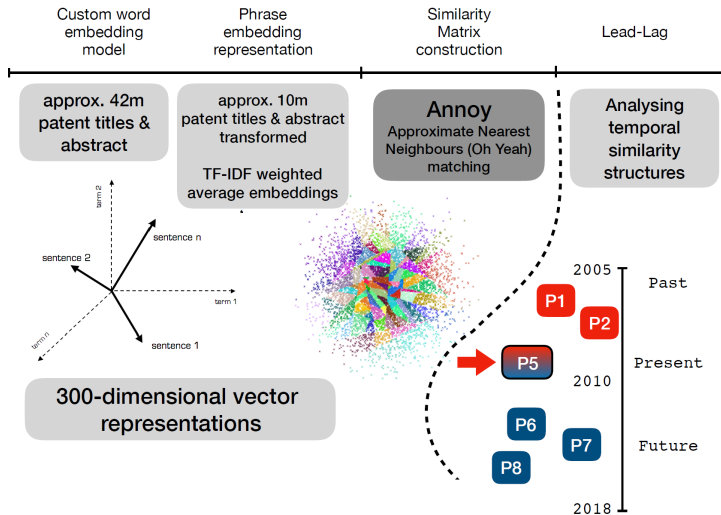 Custom word
embedding
model
Phrase
embedding
representation
Similarity
Matrix
construction
Lead-Lag
approx. 42m
patent titles &
abstract
approx. 10m
patent titles & abstract
transformed
TF-IDF weighted
average embeddings
Annoy
Approximate Nearest
Neighbours (Oh Yeah)
matching
Analysing
temporal
similarity
structures
term 2
sentence n
sentence 2
term 1
term n
sentence 1
300-dimensional vector
representations
2005
Past
P1
P2
P5
Present
2010
P6
P7
Future
P8
2018